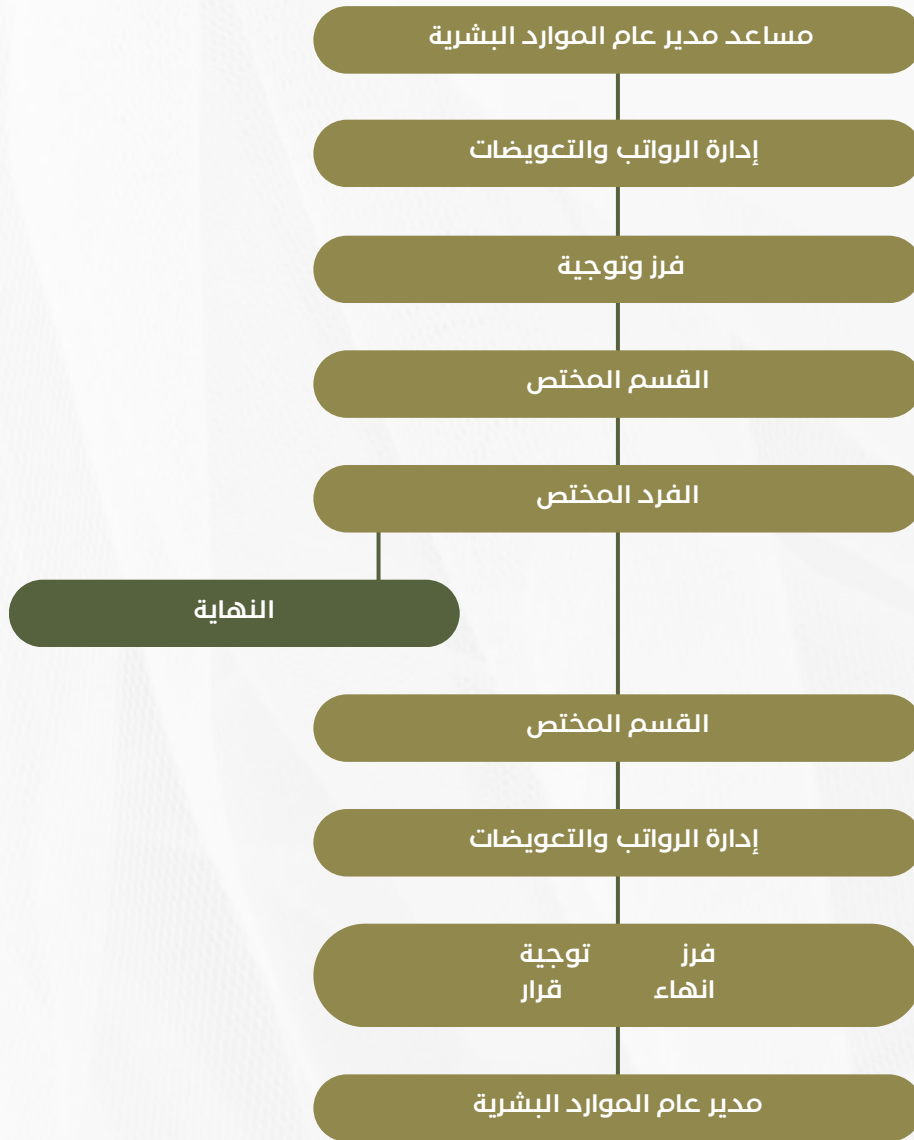 مساعد مدير عام الموارد البشرية
إدارة الرواتب والتعويضات
فرز وتوجية
القسم المختص
الفرد المختص
النهاية
القسم المختص
إدارة الرواتب والتعويضات
فرز توجية
انهاء قرار
مدير عام الموارد البشرية